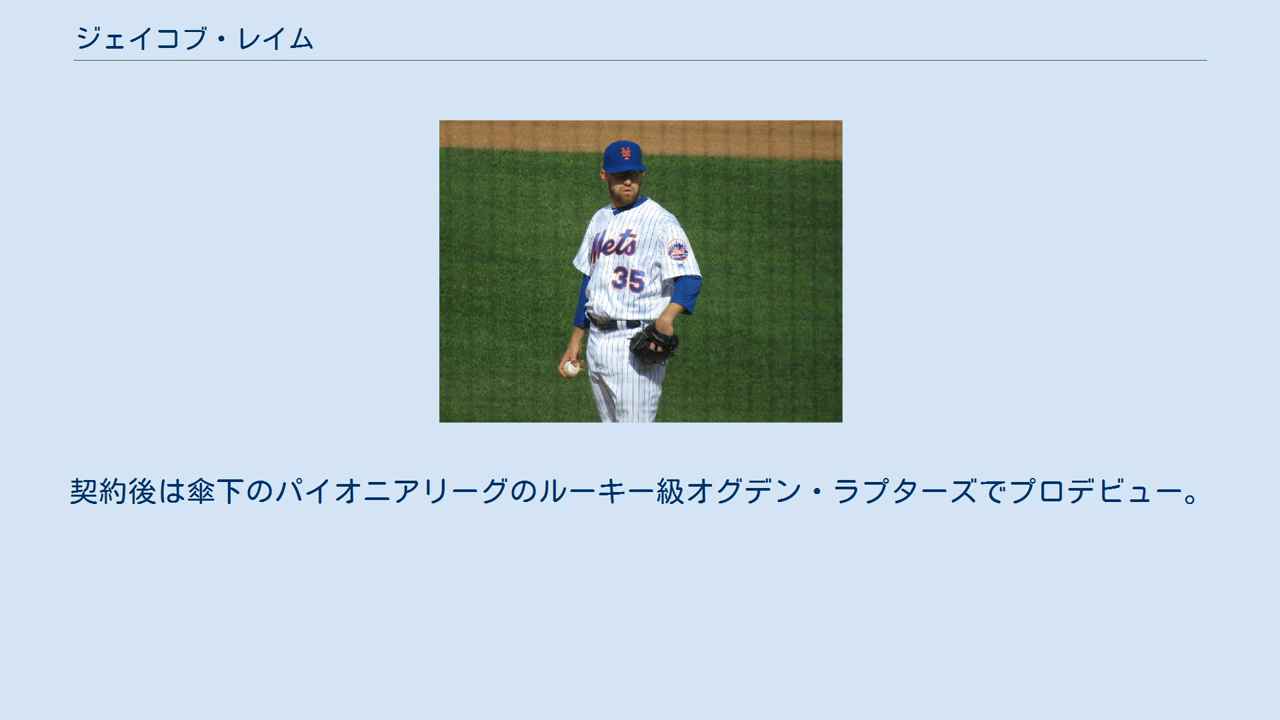 ジェイコブ・レイム
Mets
35
契約後は傘下のパイオニアリーグのルーキー級オグデン・ラプターズでプロデビュー。